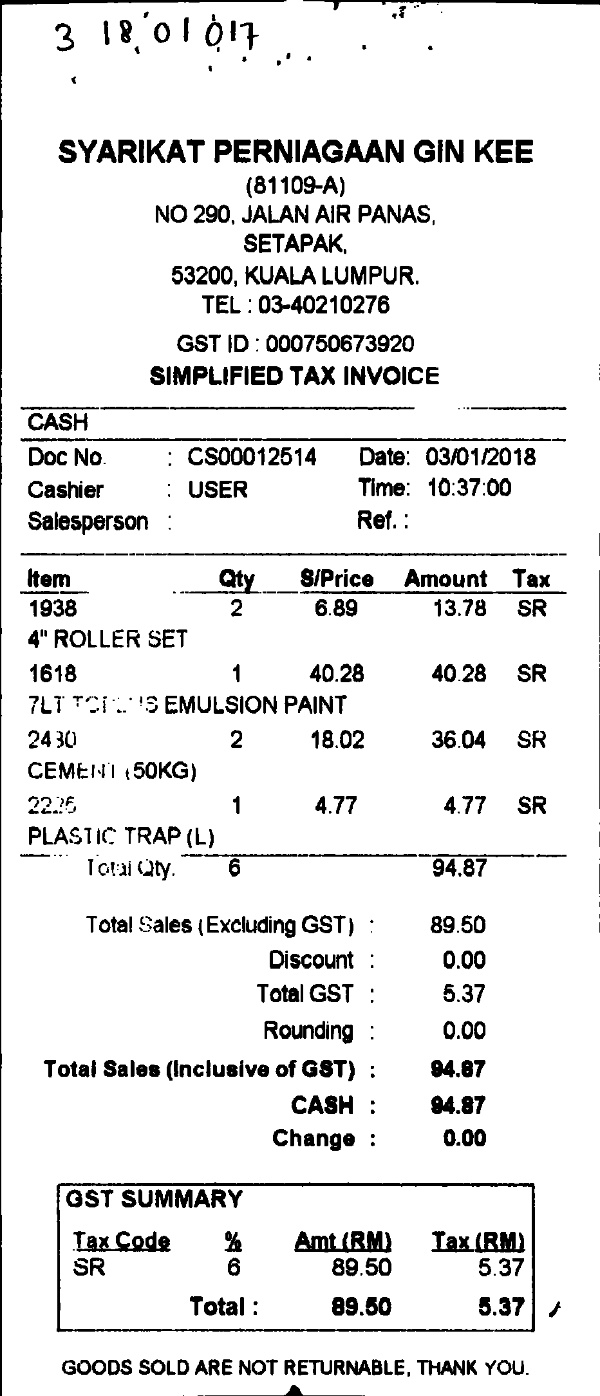 3 18 01 017
SYARIKAT PERNIAGAAN GIN KEE
(81109-A)
NO 290, JALAN AIR PANAS,
SETAPAK,
53200, KUALA LUMPUR.
TEL : 03-40210276
GST ID : 000750673920
SIMPLIFIED TAX INVOICE
CASH
Doc No. : CS00012514 Date: 03/01/2018
Cashier : USER Time: 10:37:00
Salesperson : Ref. :
Item Qty S/Price Amount Tax
1938 2 6.89 13.78 SR
4" ROLLER SET
1618 1 40.28 40.28 SR
7LT EMULSION PAINT
2 18.02 36.04 SR
CEMENT (50KG)
1 4.77 4.77 SR
PLASTIC TRAP (L)
Total Qty. 6 94.87
Total Sales (Excluding GST) : 89.50
Discount : 0.00
Total GST : 5.37
Rounding : 0.00
Total Sales (Inclusive of GST) : 94.87
CASH : 94.87
Change : 0.00
GST SUMMARY
Tax Code % Amt (RM) Tax (RM)
SR 6 89.50 5.37
Total : 89.50 5.37
GOODS SOLD ARE NOT RETURNABLE, THANK YOU.